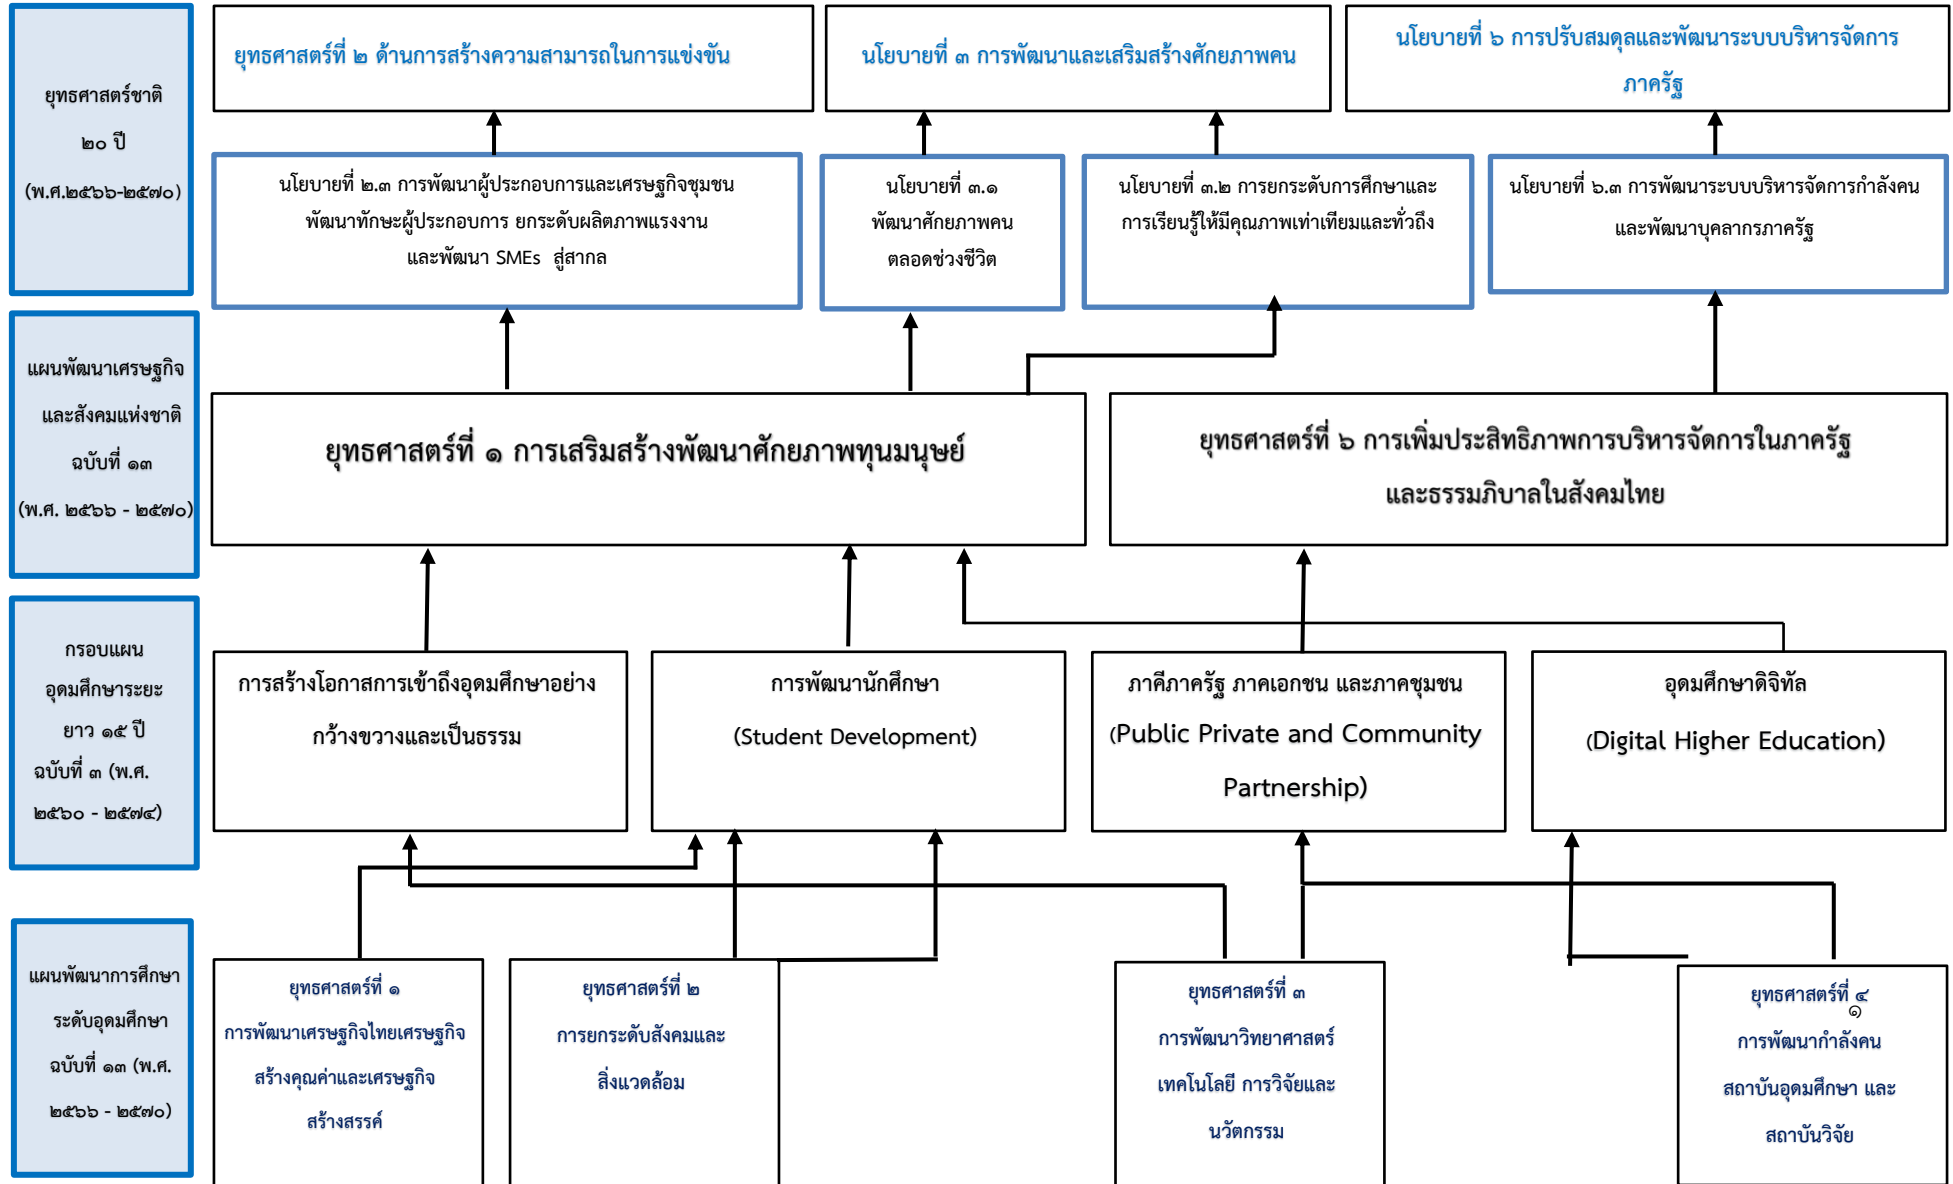 ยุทธศาสตร์ชาติ
๒๐ ปี
(พ.ศ.๒๕๖๖-๒๕๗๐)
ยุทธศาสตร์ที่ ๒ ด้านการสร้างความสามารถในการแข่งขัน
นโยบายที่ ๓ การพัฒนาและเสริมสร้างศักยภาพคน
นโยบายที่ ๖ การปรับสมดุลและพัฒนาระบบบริหารจัดการ
ภาครัฐ
นโยบายที่ ๒.๓ การพัฒนาผู้ประกอบการและเศรษฐกิจชุมชน
พัฒนาทักษะผู้ประกอบการ ยกระดับผลิตภาพแรงงาน
และพัฒนา SMEs สู่สากล
นโยบายที่ ๓.๑
พัฒนาศักยภาพคน
ตลอดช่วงชีวิต
นโยบายที่ ๓.๒ การยกระดับการศึกษาและ
การเรียนรู้ให้มีคุณภาพเท่าเทียมและทั่วถึง
นโยบายที่ ๖.๓ การพัฒนาระบบบริหารจัดการกำลังคน
และพัฒนาบุคลากรภาครัฐ
แผนพัฒนาเศรษฐกิจ
และสังคมแห่งชาติ
ฉบับที่ ๑๓
(พ.ศ. ๒๕๖๖ - ๒๕๗๐)
ยุทธศาสตร์ที่ ๑ การเสริมสร้างพัฒนาศักยภาพทุนมนุษย์
ยุทธศาสตร์ที่ ๖ การเพิ่มประสิทธิภาพการบริหารจัดการในภาครัฐ
และธรรมภิบาลในสังคมไทย
กรอบแผน
อุดมศึกษาระยะ
ยาว ๑๕ ปี
ฉบับที่ ๓ (พ.ศ.
๒๕๖๐ - ๒๕๗๔)
การสร้างโอกาสการเข้าถึงอุดมศึกษาอย่าง
กว้างขวางและเป็นธรรม
การพัฒนานักศึกษา
(Student Development)
ภาคีภาครัฐ ภาคเอกชน และภาคชุมชน
(Public Private and Community
Partnership)
อุดมศึกษาดิจิทัล
(Digital Higher Education)
แผนพัฒนาการศึกษา
ระดับอุดมศึกษา
ฉบับที่ ๑๓ (พ.ศ.
๒๕๖๖ - ๒๕๗๐)
ยุทธศาสตร์ที่ ๑
การพัฒนาเศรษฐกิจไทยเศรษฐกิจ
สร้างคุณค่าและเศรษฐกิจ
สร้างสรรค์
ยุทธศาสตร์ที่ ๒
การยกระดับสังคมและ
สิ่งแวดล้อม
ยุทธศาสตร์ที่ ๓
การพัฒนาวิทยาศาสตร์
เทคโนโลยี การวิจัยและ
นวัตกรรม
ยุทธศาสตร์ที่ ๔
๑
การพัฒนากำลังคน
สถาบันอุดมศึกษา และ
สถาบันวิจัย